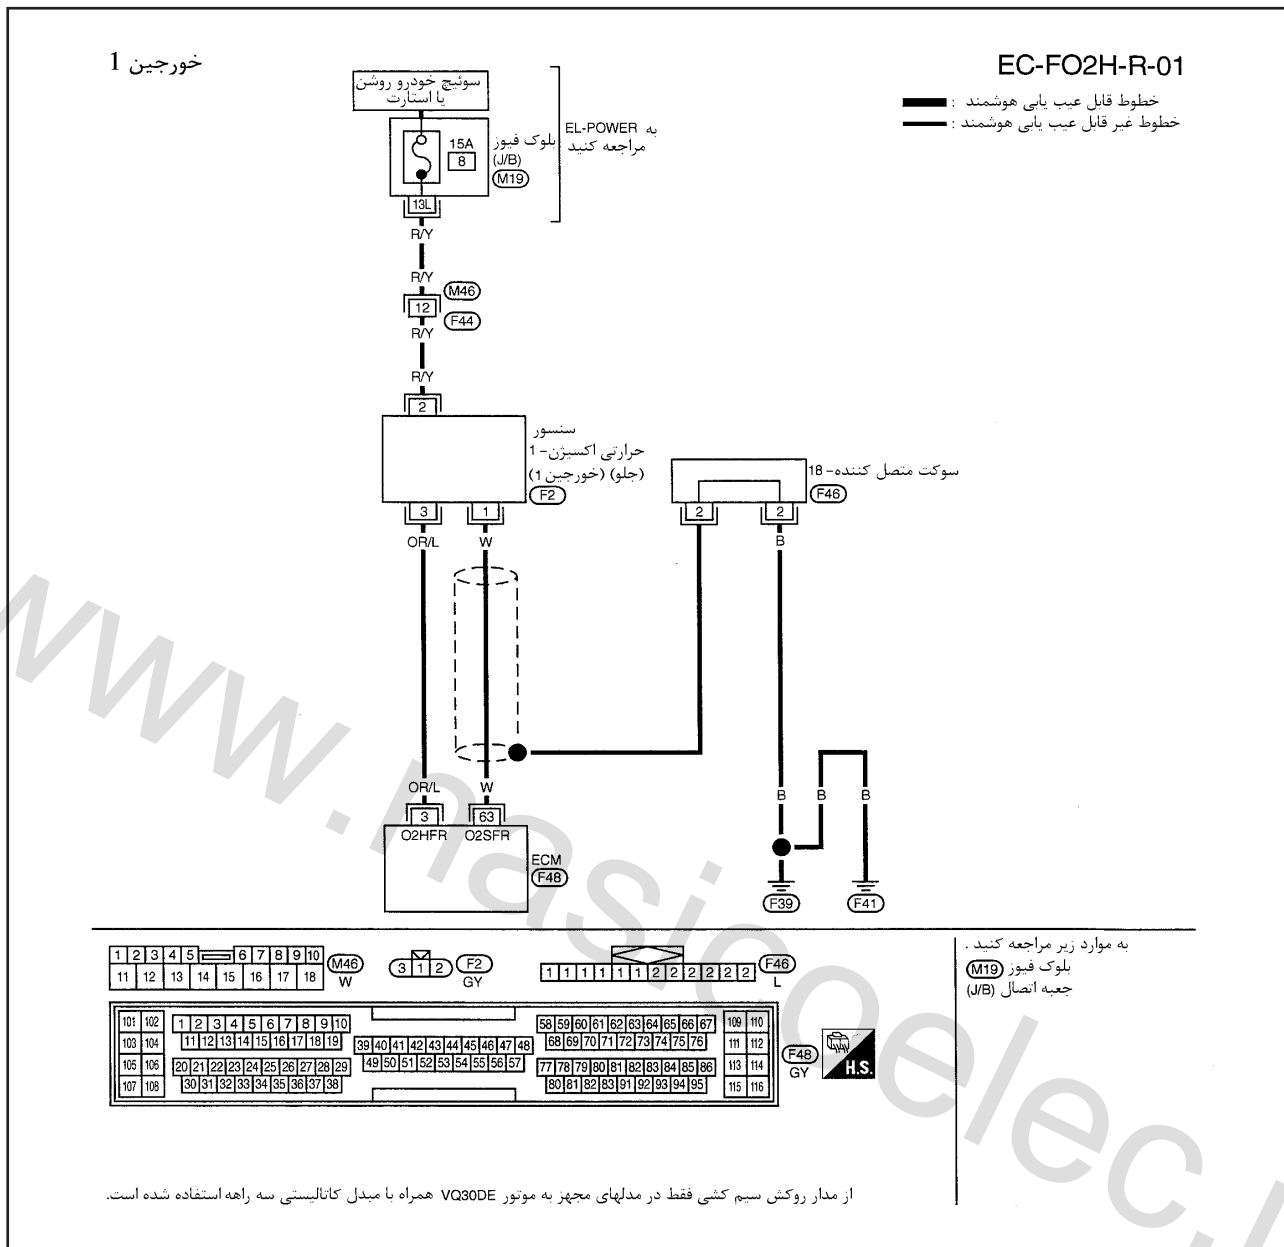 خورجین 1
EC-FO2H-R-01
خطوط قابل عیب یابی هوشمند :
خطوط غیر قابل عیب یابی هوشمند :
سوئیچ خودرو روشن
یا استارت
به EL-POWER
مراجعه کنید
15A
8
بلوک فیوز
(J/B)
M19
13L
R/Y
R/Y
M46
12
F44
R/Y
R/Y
2
سنسور
حرارتی اکسیژن- 1
(جلو) (خورجین 1)
F2
سوکت متصل کننده- 18
F46
3
1
2
2
OR/L
W
B
OR/L
W
B
B
B
3
63
O2HFR
O2SFR
ECM
F48
F39
F41
1 2 3 4 5 6 7 8 9 10
11 12 13 14 15 16 17 18
M46
W
3 1 2
F2
GY
1 1 1 1 1 1 2 2 2 2 2 2
F46
L
به موارد زیر مراجعه کنید .
بلوک فیوز M19
جعبه اتصال (J/B)
101 102
103 104
105 106
107 108
1 2 3 4 5 6 7 8 9 10
11 12 13 14 15 16 17 18 19
20 21 22 23 24 25 26 27 28 29
30 31 32 33 34 35 36 37 38
39 40 41 42 43 44 45 46 47 48
49 50 51 52 53 54 55 56 57
58 59 60 61 62 63 64 65 66 67
68 69 70 71 72 73 74 75 76
77 78 79 80 81 82 83 84 85 86
80 81 82 83 91 92 93 94 95
109 110
111 112
113 114
115 116
F48
GY
H.S.
از مدار روکش سیم کشی فقط در مدلهای مجهز به موتور VQ30DE همراه با مبدل کاتالیستی سه راهه استفاده شده است.
www.nasicoelec.